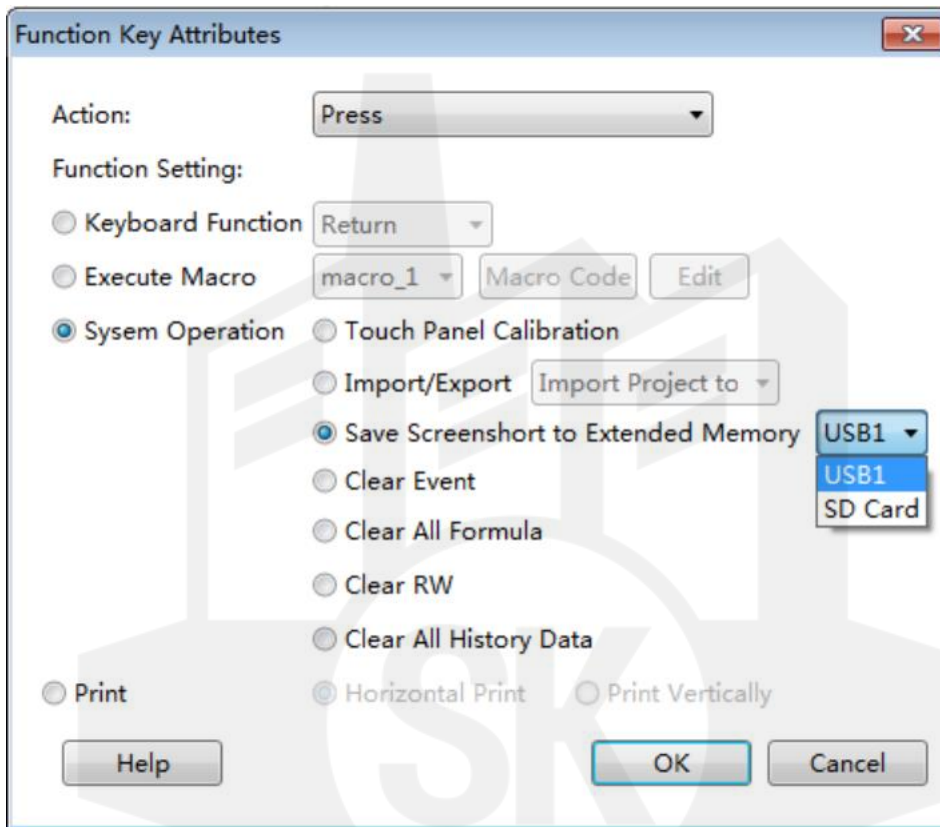 Function Key Attributes
Action: Press
Function Setting:
Keyboard Function Return
Execute Macro macro_1 Macro Code Edit
Sysem Operation Touch Panel Calibration
Import/Export Import Project to
Save Screenshort to Extended Memory USB1
Clear Event USB1
SD Card
Clear All Formula
Clear RW
Clear All History Data
Print Horizontal Print Print Vertically
Help OK Cancel
SK